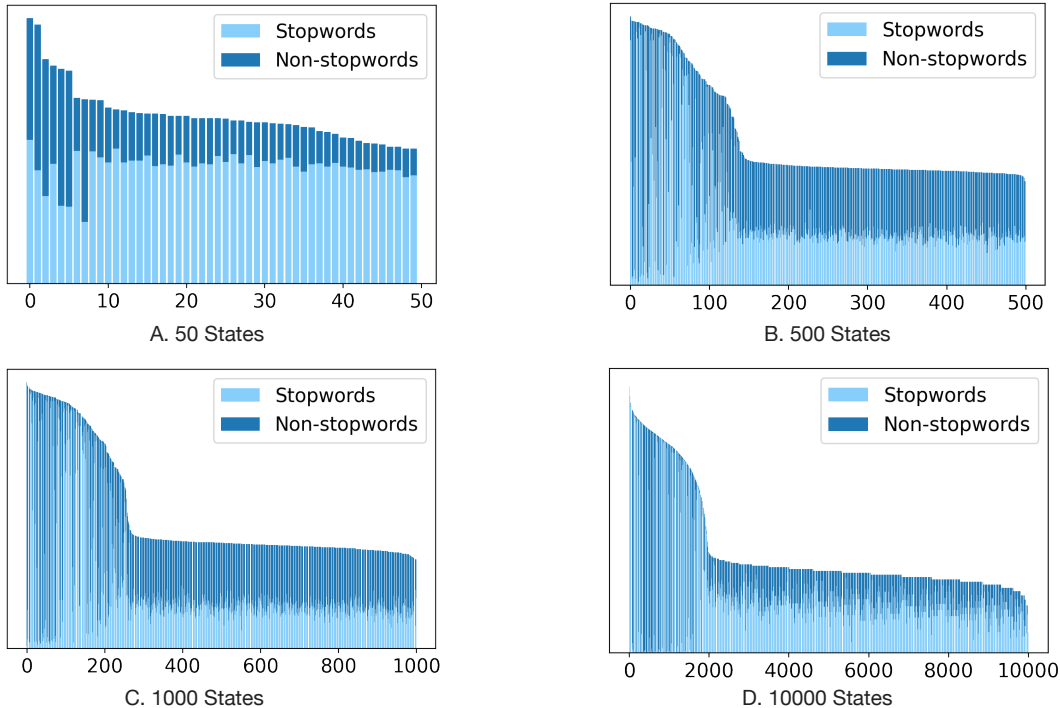 Stopwords
Non-stopwords
0 10 20 30 40 50
A. 50 States
Stopwords
Non-stopwords
0 100 200 300 400 500
B. 500 States
Stopwords
Non-stopwords
0 200 400 600 800 1000
C. 1000 States
Stopwords
Non-stopwords
0 2000 4000 6000 8000 10000
D. 10000 States